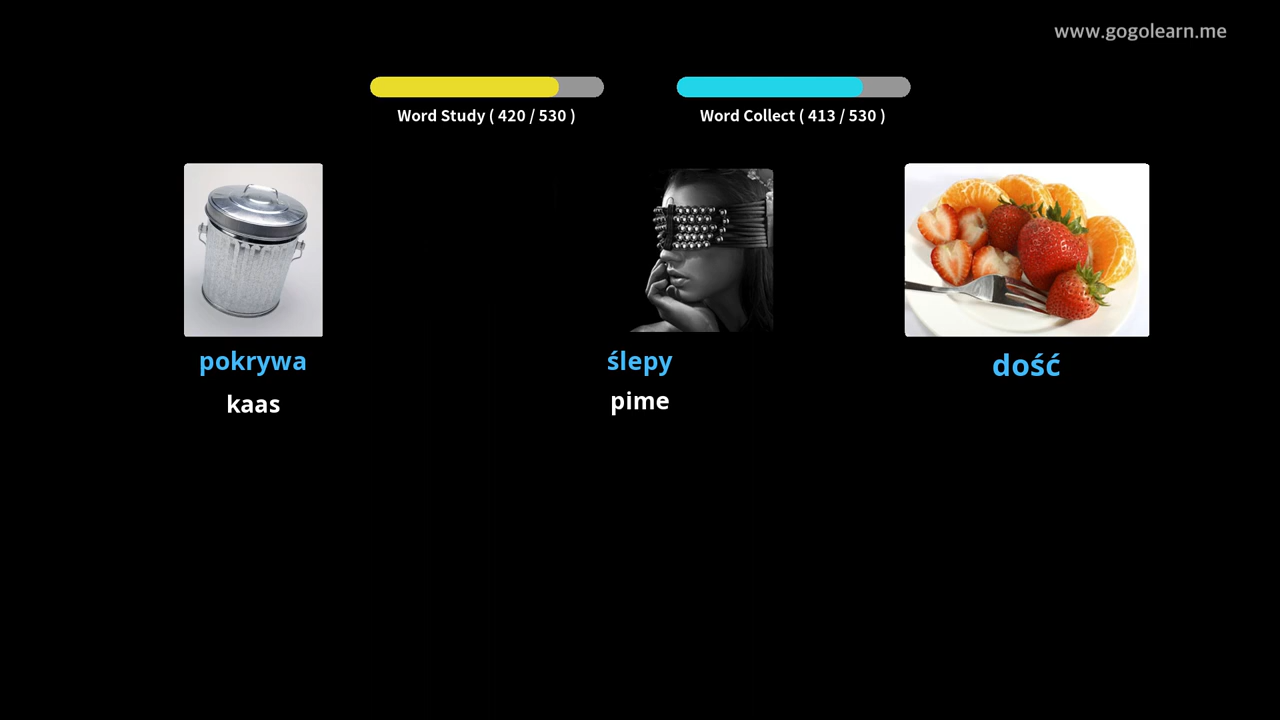 www.gogolearn.me
Word Study ( 420 / 530 )
Word Collect ( 413 / 530 )
pokrywa
kaas
ślepy
pime
dość